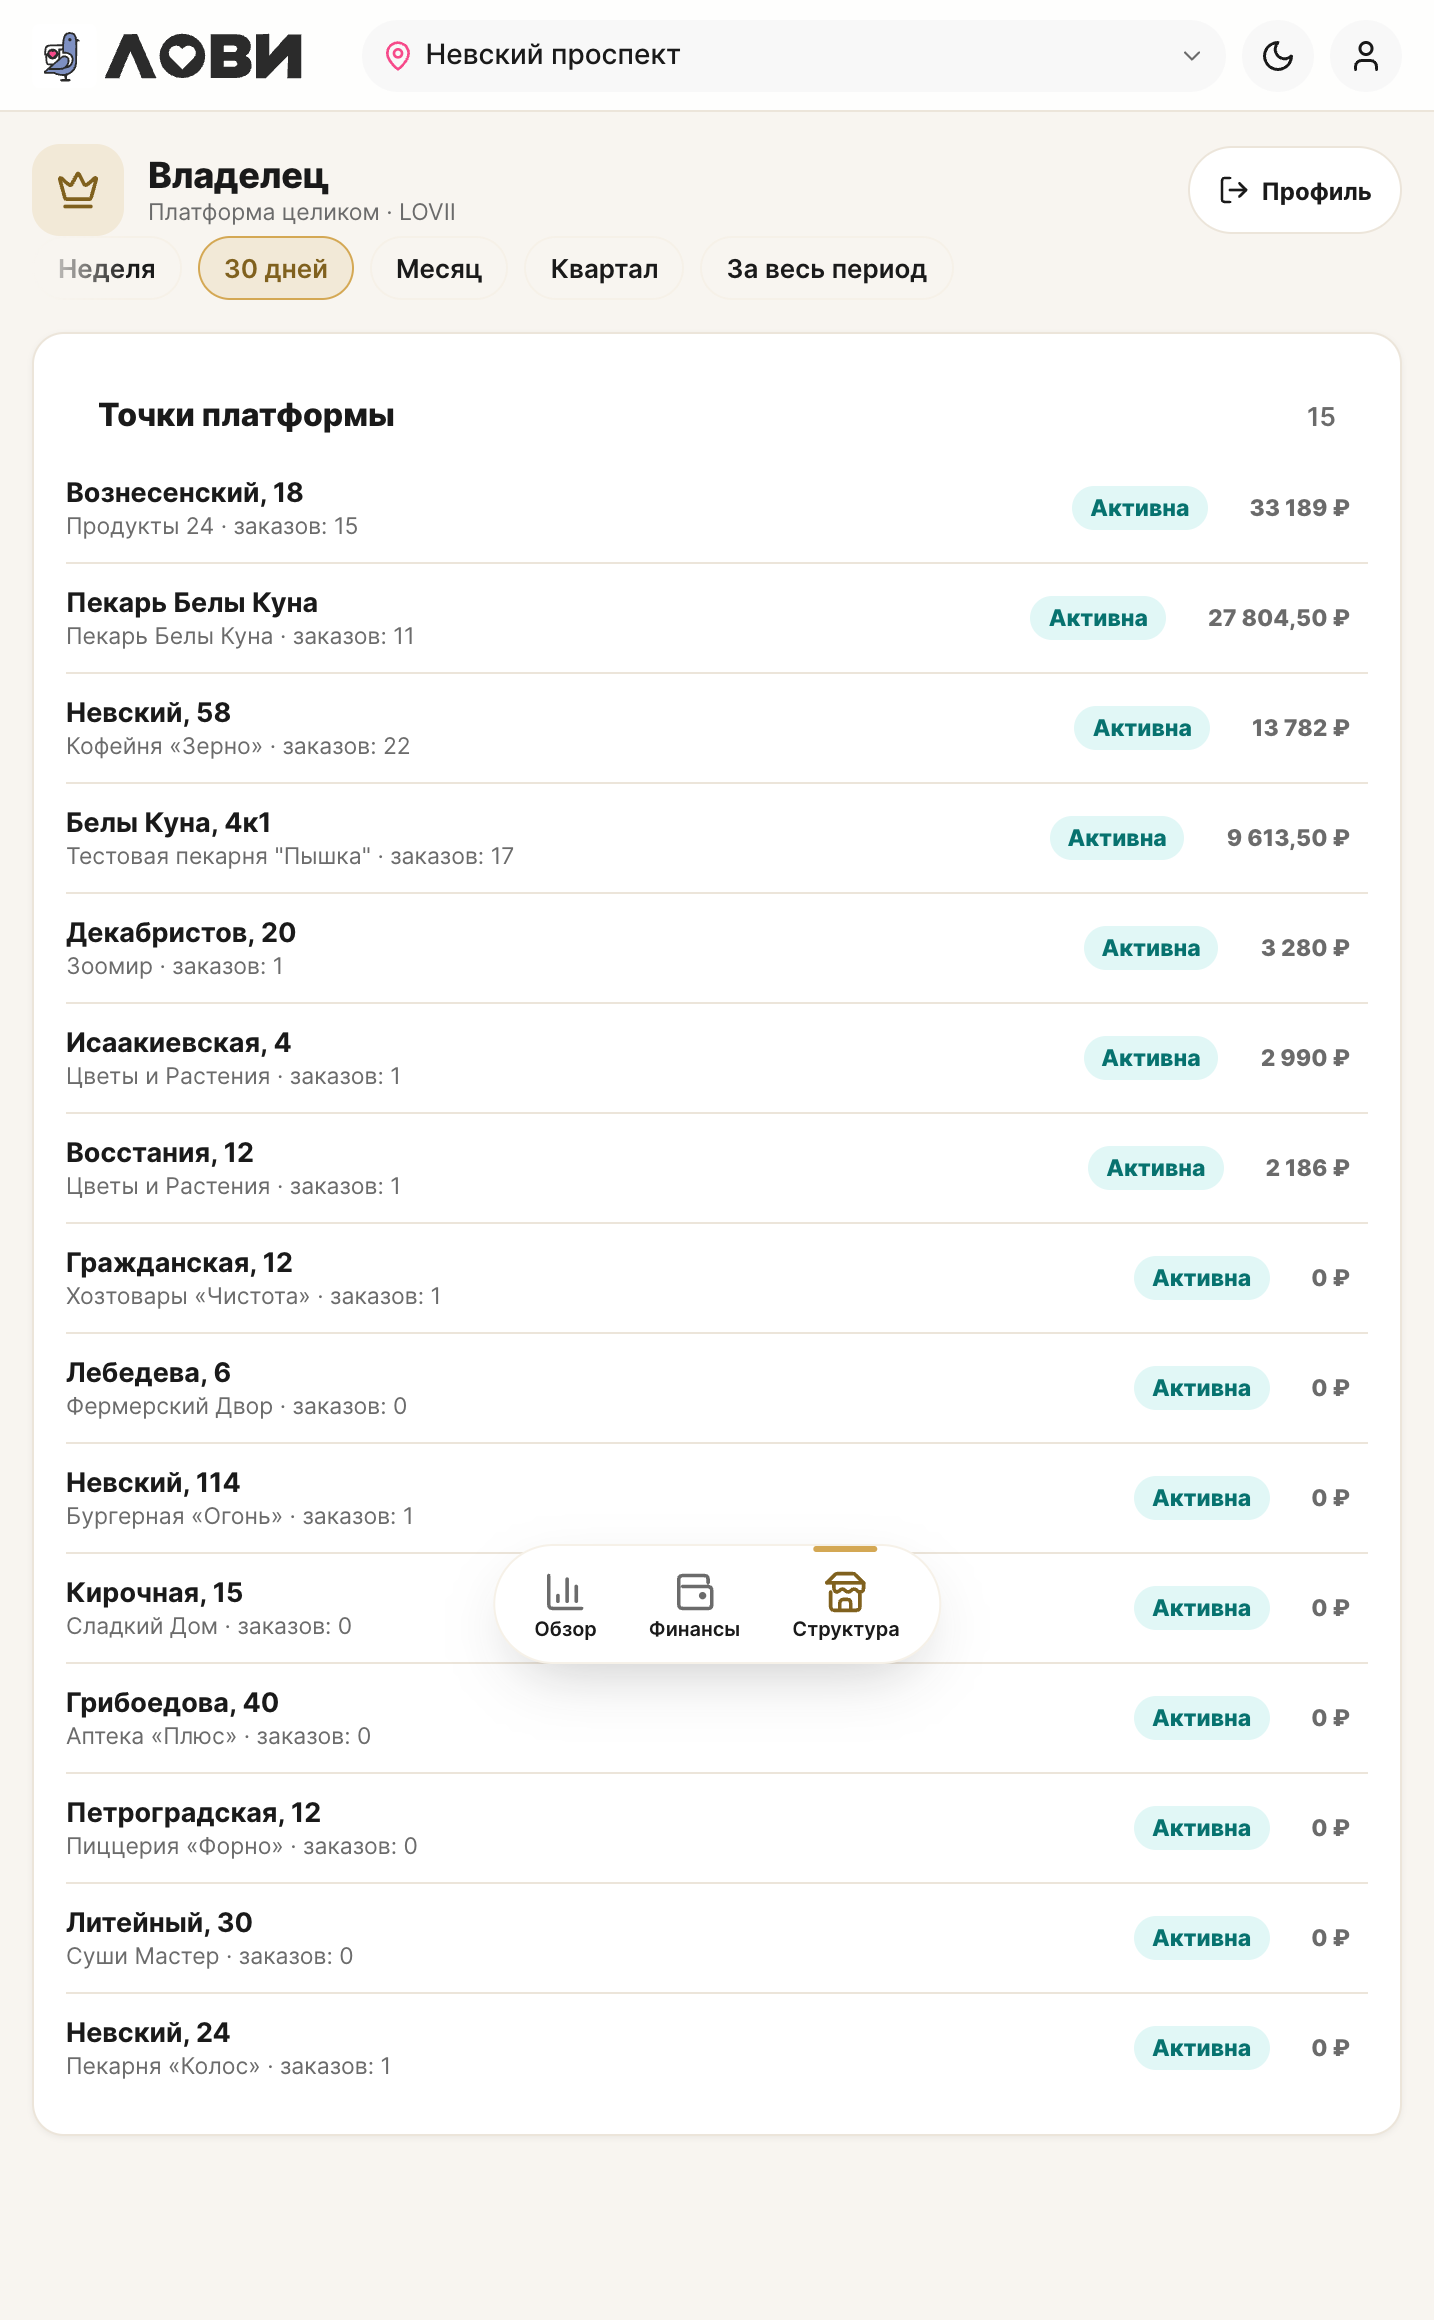 ЛОВИ
Невский проспект
Владелец
Платформа целиком · LOVII
Профиль
Неделя
30 дней
Месяц
Квартал
За весь период
Точки платформы
15
Вознесенский, 18
Продукты 24 · заказов: 15
Активна
33 189 ₽
Пекарь Белы Куна
Пекарь Белы Куна · заказов: 11
Активна
27 804,50 ₽
Невский, 58
Кофейня «Зерно» · заказов: 22
Активна
13 782 ₽
Белы Куна, 4к1
Тестовая пекарня "Пышка" · заказов: 17
Активна
9 613,50 ₽
Декабристов, 20
Зоомир · заказов: 1
Активна
3 280 ₽
Исаакиевская, 4
Цветы и Растения · заказов: 1
Активна
2 990 ₽
Восстания, 12
Цветы и Растения · заказов: 1
Активна
2 186 ₽
Гражданская, 12
Хозтовары «Чистота» · заказов: 1
Активна
0 ₽
Лебедева, 6
Фермерский Двор · заказов: 0
Активна
0 ₽
Невский, 114
Бургерная «Огонь» · заказов: 1
Активна
0 ₽
Кирочная, 15
Сладкий Дом · заказов: 0
Активна
0 ₽
Обзор
Финансы
Структура
Грибоедова, 40
Аптека «Плюс» · заказов: 0
Активна
0 ₽
Петроградская, 12
Пиццерия «Форно» · заказов: 0
Активна
0 ₽
Литейный, 30
Суши Мастер · заказов: 0
Активна
0 ₽
Невский, 24
Пекарня «Колос» · заказов: 1
Активна
0 ₽